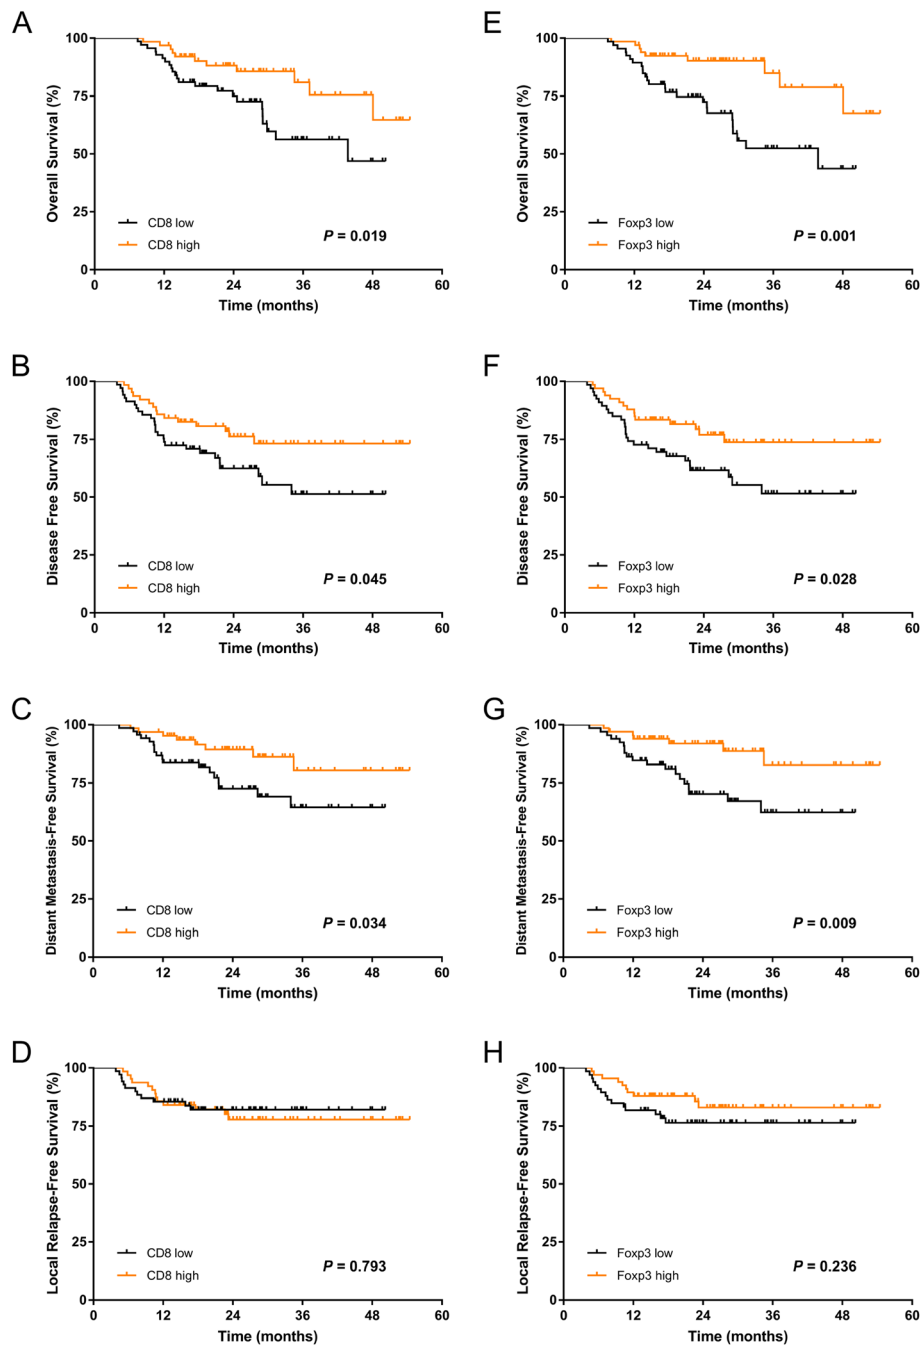 A
Overall Survival (%)
100
75
50
25
0
CD8 low
CD8 high
P = 0.019
0 12 24 36 48 60
Time (months)
E
Overall Survival (%)
100
75
50
25
0
Foxp3 low
Foxp3 high
P = 0.001
0 12 24 36 48 60
Time (months)
B
Disease Free Survival (%)
100
75
50
25
0
CD8 low
CD8 high
P = 0.045
0 12 24 36 48 60
Time (months)
F
Disease Free Survival (%)
100
75
50
25
0
Foxp3 low
Foxp3 high
P = 0.028
0 12 24 36 48 60
Time (months)
C
Distant Metastasis-Free Survival (%)
100
75
50
25
0
CD8 low
CD8 high
P = 0.034
0 12 24 36 48 60
Time (months)
G
Distant Metastasis-Free Survival (%)
100
75
50
25
0
Foxp3 low
Foxp3 high
P = 0.009
0 12 24 36 48 60
Time (months)
D
Local Relapse-Free Survival (%)
100
75
50
25
0
CD8 low
CD8 high
P = 0.793
0 12 24 36 48 60
Time (months)
H
Local Relapse-Free Survival (%)
100
75
50
25
0
Foxp3 low
Foxp3 high
P = 0.236
0 12 24 36 48 60
Time (months)